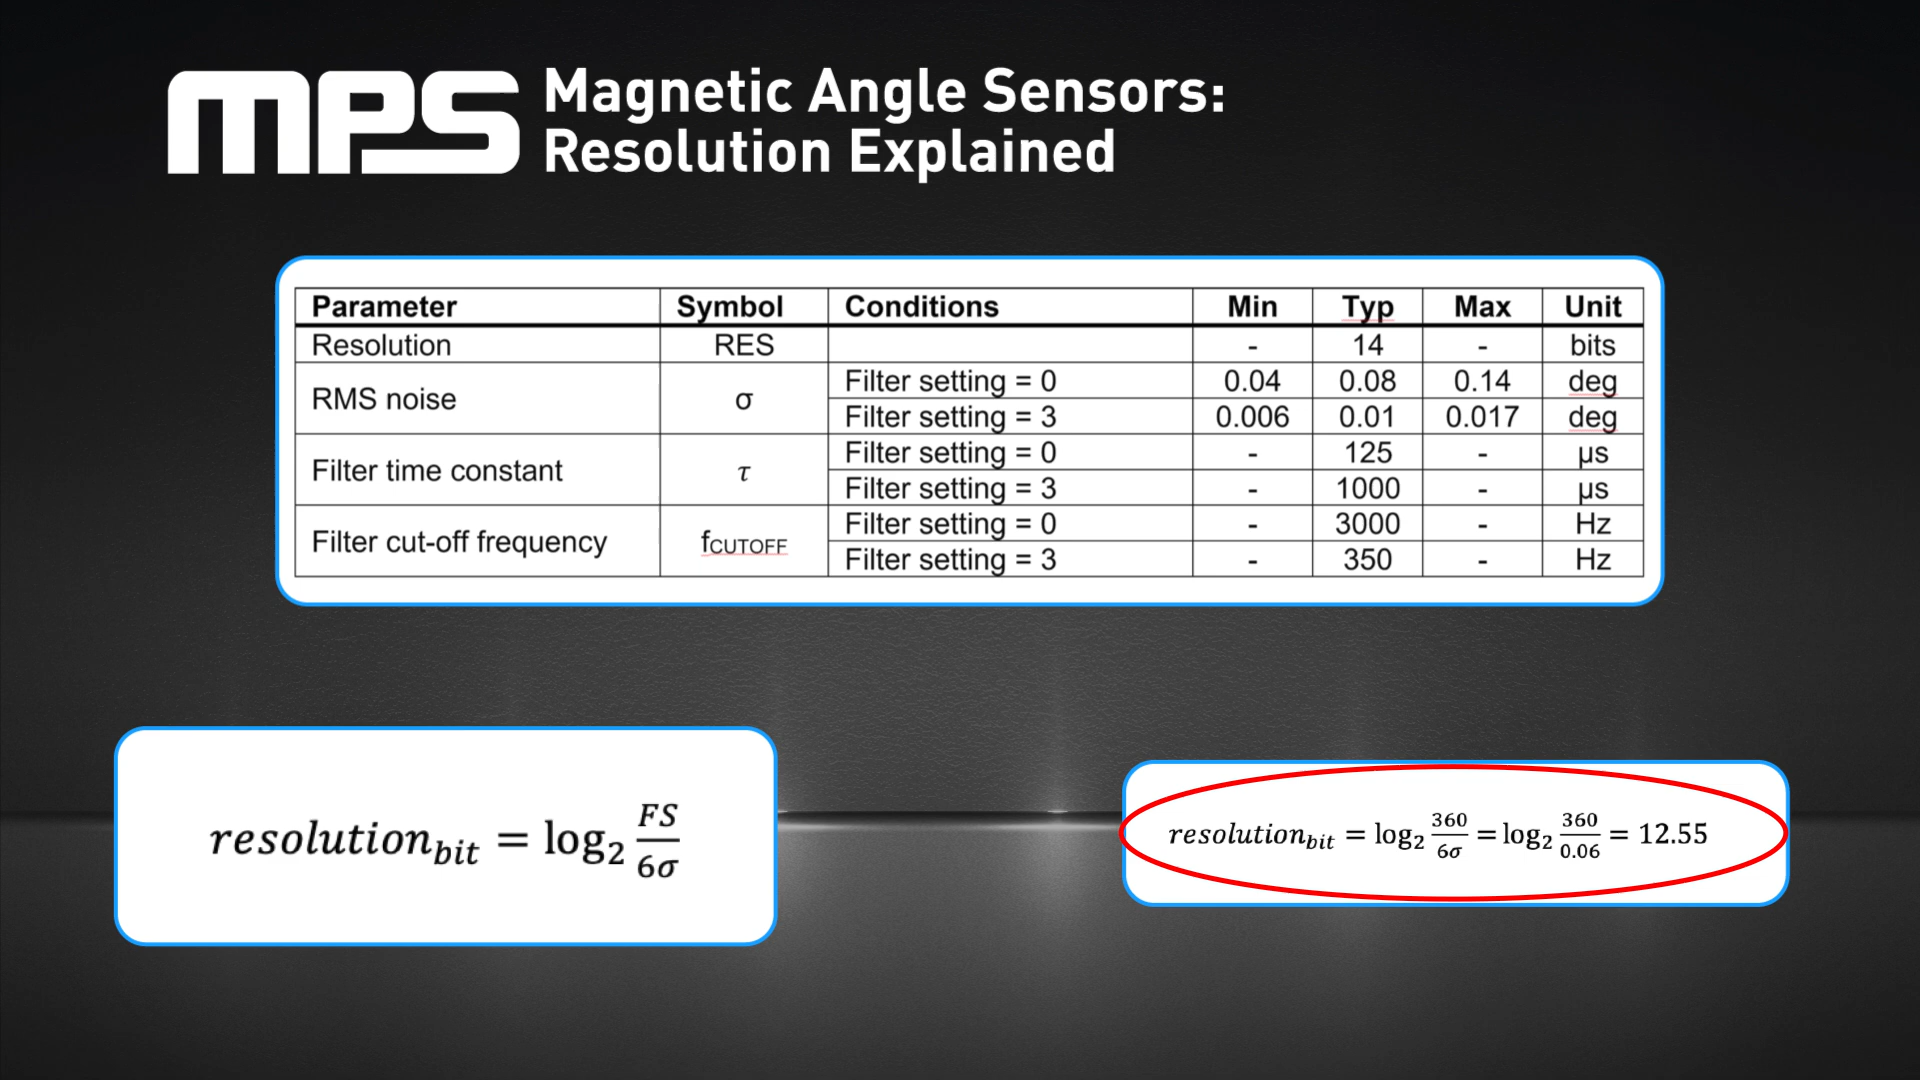 MPS Magnetic Angle Sensors:
Resolution Explained
Parameter Symbol Conditions Min Typ Max Unit
Resolution RES - 14 - bits
RMS noise σ Filter setting = 0 0.04 0.08 0.14 deg
Filter setting = 3 0.006 0.01 0.017 deg
Filter time constant τ Filter setting = 0 - 125 - μs
Filter setting = 3 - 1000 - μs
Filter cut-off frequency fCUTOFF Filter setting = 0 - 3000 - Hz
Filter setting = 3 - 350 - Hz
resolution_bit = log₂ FS/6σ
resolution_bit = log₂ 360/6σ = log₂ 360/0.06 = 12.55